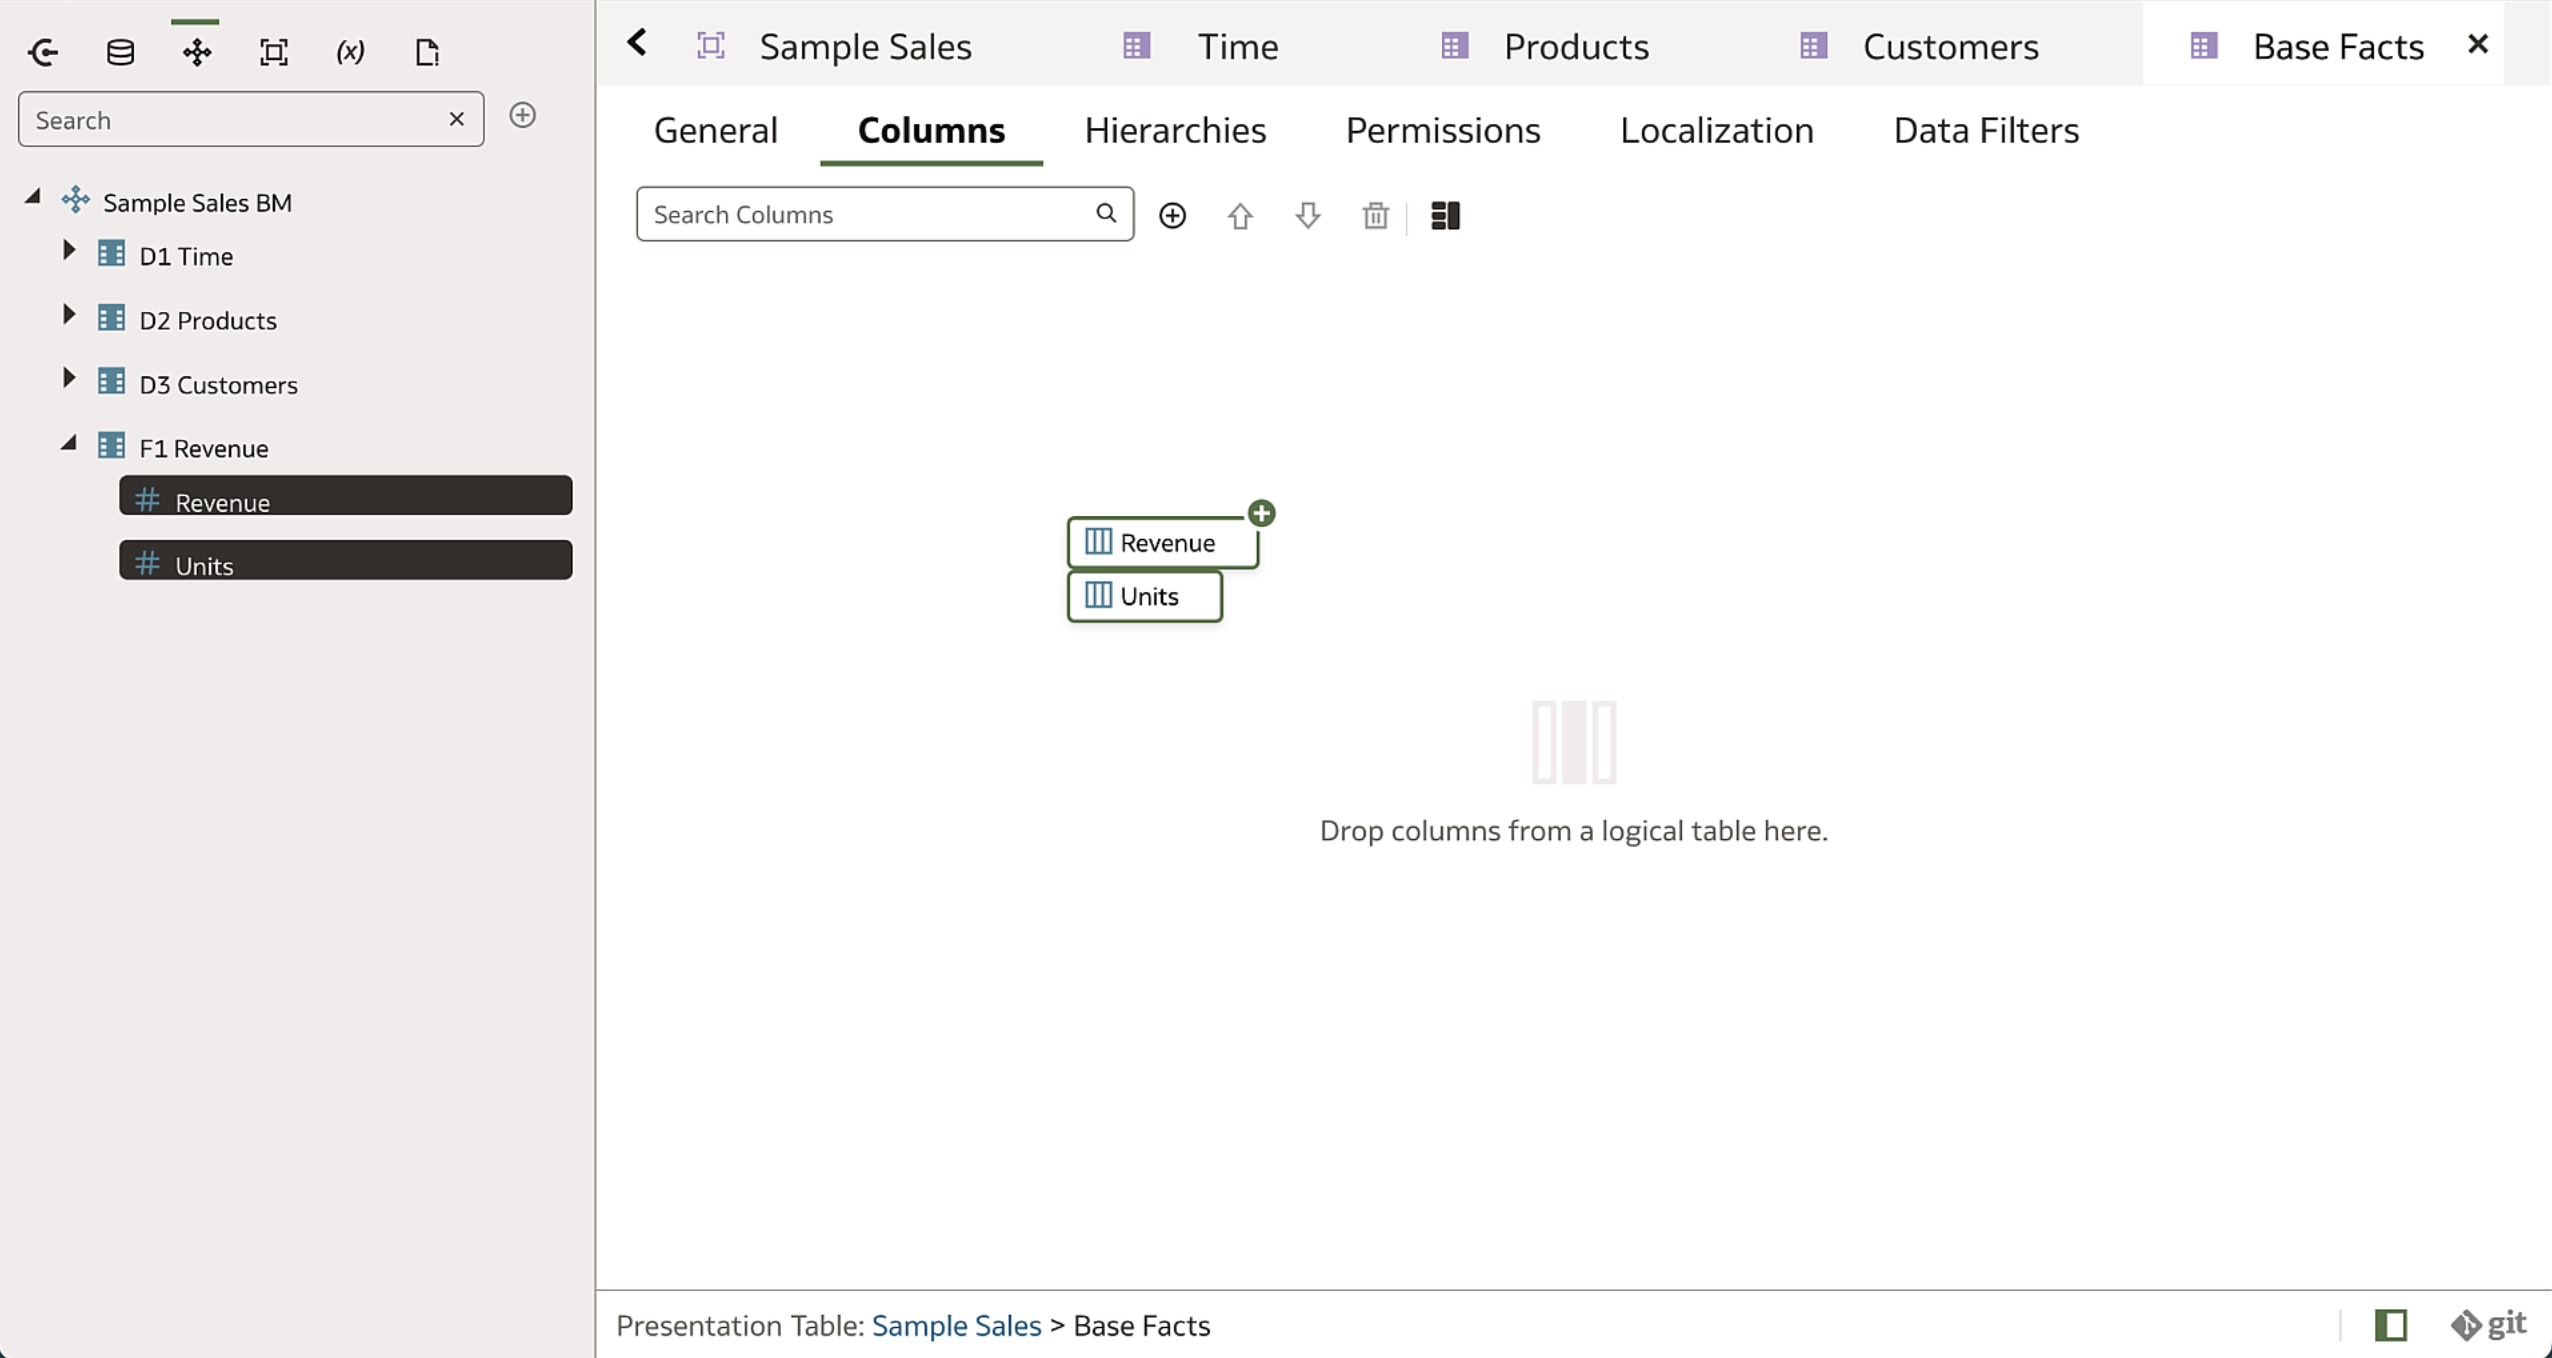 (x)
Search
Sample Sales BM
D1 Time
D2 Products
D3 Customers
F1 Revenue
# Revenue
# Units
Sample Sales
Time
Products
Customers
Base Facts
General
Columns
Hierarchies
Permissions
Localization
Data Filters
Search Columns
Revenue
Units
Drop columns from a logical table here.
Presentation Table: Sample Sales > Base Facts
git